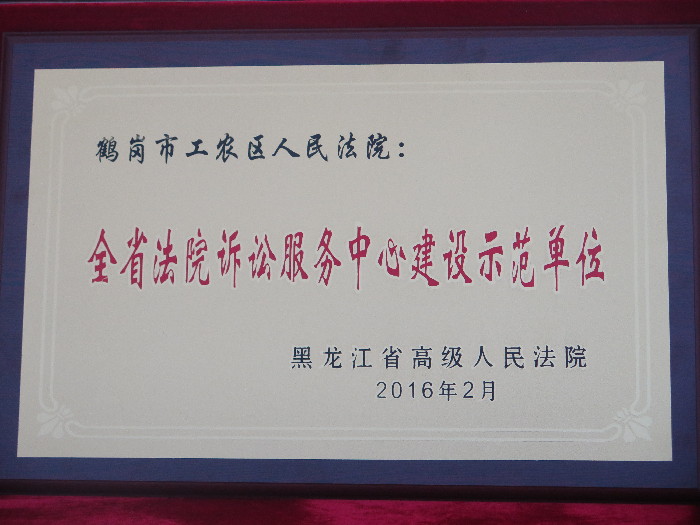 鹤岗市工农区人民法院：
全省法院诉讼服务中心建设示范单位
黑龙江省高级人民法院
2016年2月